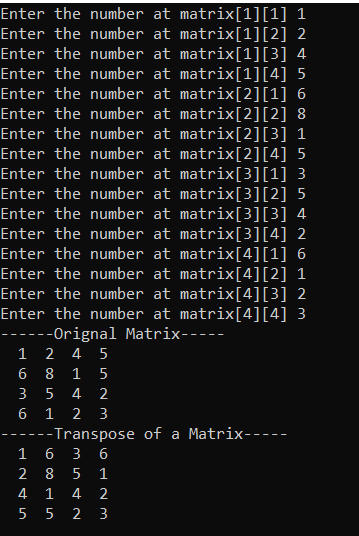 Enter the number at matrix[1][1] 1
Enter the number at matrix[1][2] 2
Enter the number at matrix[1][3] 4
Enter the number at matrix[1][4] 5
Enter the number at matrix[2][1] 6
Enter the number at matrix[2][2] 8
Enter the number at matrix[2][3] 1
Enter the number at matrix[2][4] 5
Enter the number at matrix[3][1] 3
Enter the number at matrix[3][2] 5
Enter the number at matrix[3][3] 4
Enter the number at matrix[3][4] 2
Enter the number at matrix[4][1] 6
Enter the number at matrix[4][2] 1
Enter the number at matrix[4][3] 2
Enter the number at matrix[4][4] 3
------Orignal Matrix-----
  1  2  4  5
  6  8  1  5
  3  5  4  2
  6  1  2  3
------Transpose of a Matrix-----
  1  6  3  6
  2  8  5  1
  4  1  4  2
  5  5  2  3